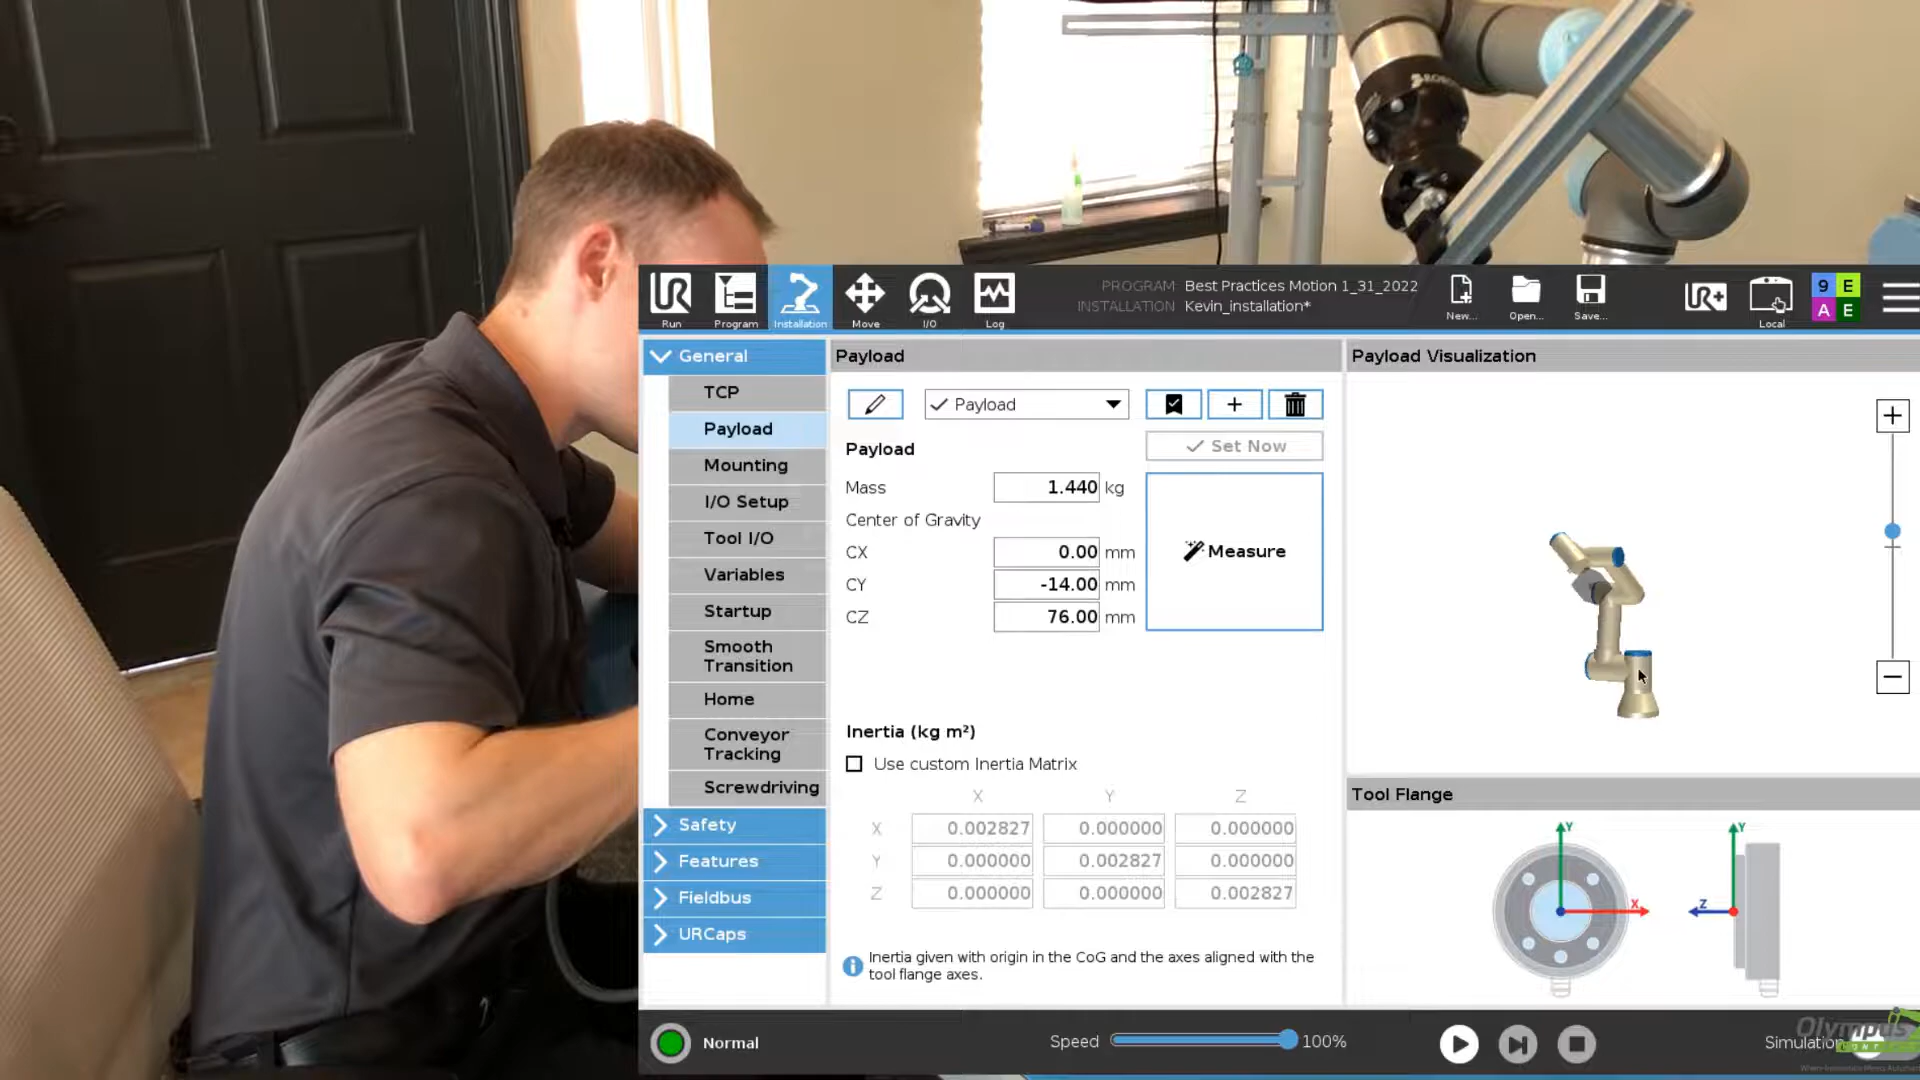 ROBO
Run
Program
Installation
Move
I/O
Log
PROGRAM Best Practices Motion 1_31_2022
INSTALLATION Kevin_installation*
New...
Open...
Save...
UR+
Local
9 E
A E
General
TCP
Payload
Mounting
I/O Setup
Tool I/O
Variables
Startup
Smooth
Transition
Home
Conveyor
Tracking
Screwdriving
Safety
Features
Fieldbus
URCaps
Payload
Payload
Payload
Set Now
Mass 1.440 kg
Center of Gravity
CX 0.00 mm
CY -14.00 mm
CZ 76.00 mm
Measure
Inertia (kg m²)
Use custom Inertia Matrix
X Y Z
X 0.002827 0.000000 0.000000
Y 0.000000 0.002827 0.000000
Z 0.000000 0.000000 0.002827
Inertia given with origin in the CoG and the axes aligned with the
tool flange axes.
Payload Visualization
Tool Flange
Y
X
Y
Z
Normal
Speed 100%
Simulation
Olympus